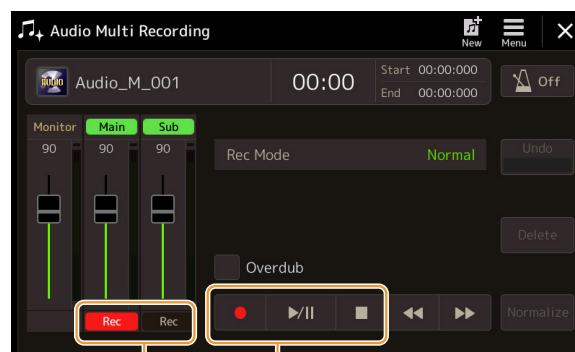 Audio Multi Recording
New
Menu
Audio_M_001
00:00
Start 00:00:000
End 00:00:000
Off
Monitor Main Sub
90 90 90
Rec Mode Normal
Undo
Delete
Overdub
Rec Rec
Normalize